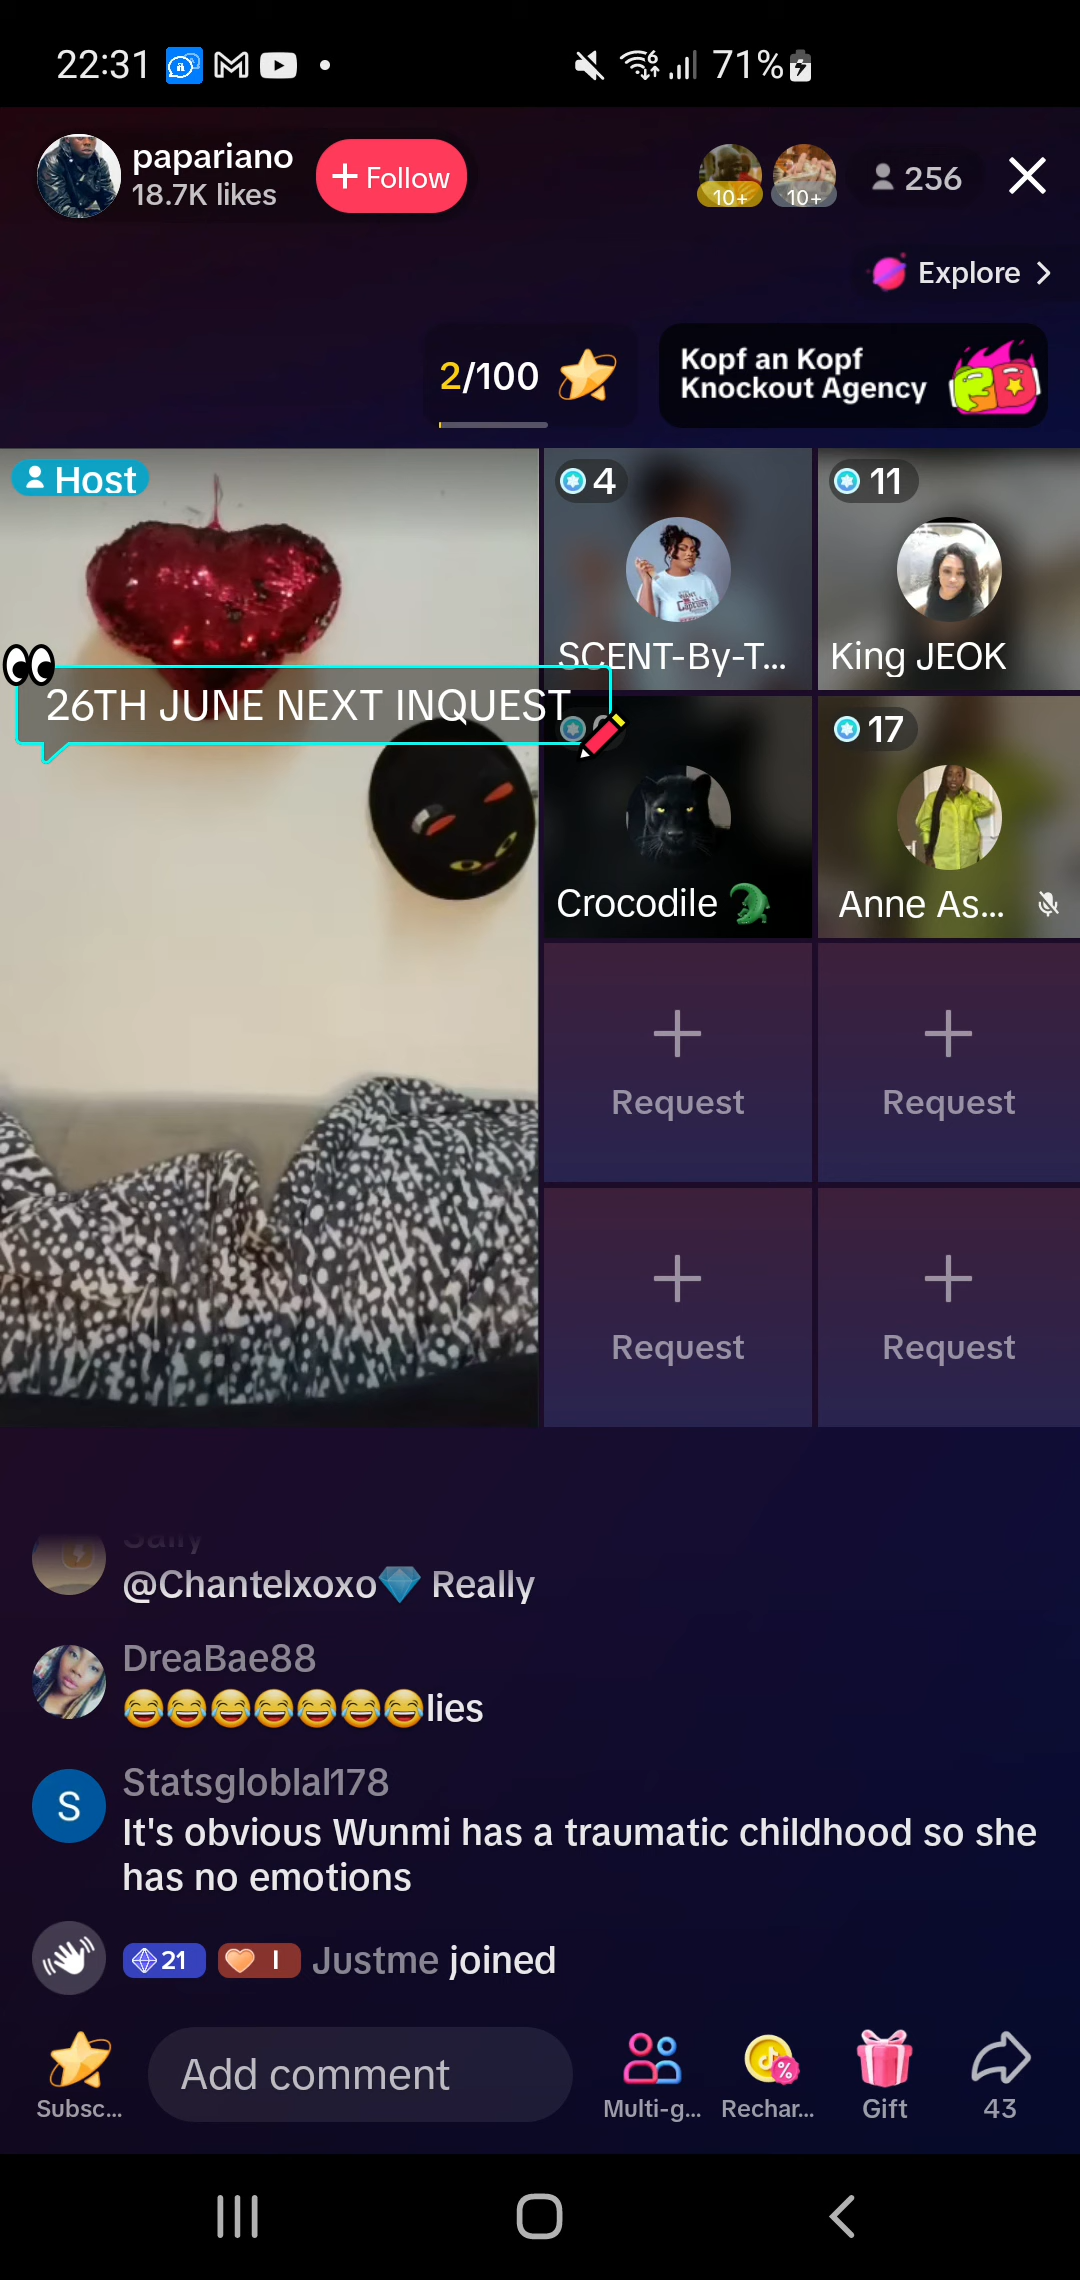 22:31
71%
papariano
18.7K likes
+ Follow
10+
10+
256
Explore
2/100
Kopf an Kopf
Knockout Agency
Host
4
11
SCENT-By-T...
King JEOK
26TH JUNE NEXT INQUEST
17
Crocodile
Anne As...
Request
Request
Request
Request
Sally
@Chantelxoxo💎 Really
DreaBae88
😂😂😂😂😂😂😂lies
S
Statsgloblal178
It's obvious Wunmi has a traumatic childhood so she
has no emotions
21 I Justme joined
Add comment
Subsc...
Multi-g...
Rechar...
Gift
43